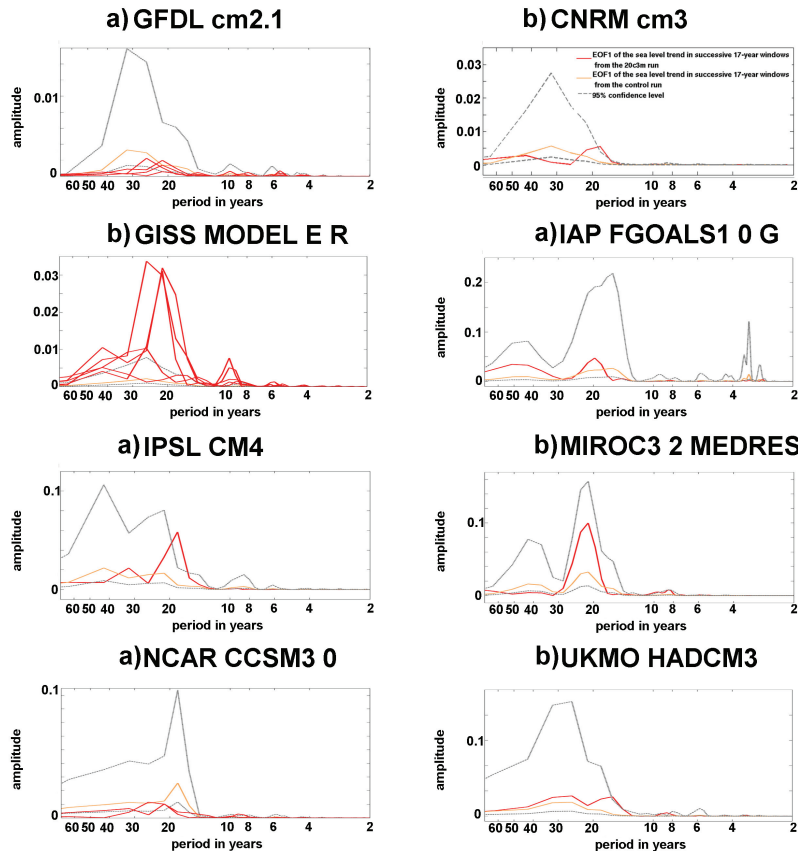 a) GFDL cm2.1
amplitude
0.01
0
60 50 40 30 20 10 8 6 4 2
period in years
b) CNRM cm3
EOF1 of the sea level trend in successive 17-year windows
from the 20c3m run
EOF1 of the sea level trend in successive 17-year windows
from the control run
95% confidence level
amplitude
0.03
0.02
0.01
0
60 50 40 30 20 10 8 6 4 2
period in years
b) GISS MODEL E R
amplitude
0.03
0.02
0.01
0
60 50 40 30 20 10 8 6 4 2
period in years
a) IAP FGOALS1 0 G
amplitude
0.2
0.1
0
60 50 40 30 20 10 8 6 4 2
period in years
a) IPSL CM4
amplitude
0.1
0
60 50 40 30 20 10 8 6 4 2
period in years
b) MIROC3 2 MEDRES
amplitude
0.1
0
60 50 40 30 20 10 8 6 4 2
period in years
a) NCAR CCSM3 0
amplitude
0.1
0
60 50 40 30 20 10 8 6 4 2
period in years
b) UKMO HADCM3
amplitude
0.1
0
60 50 40 30 20 10 8 6 4 2
period in years